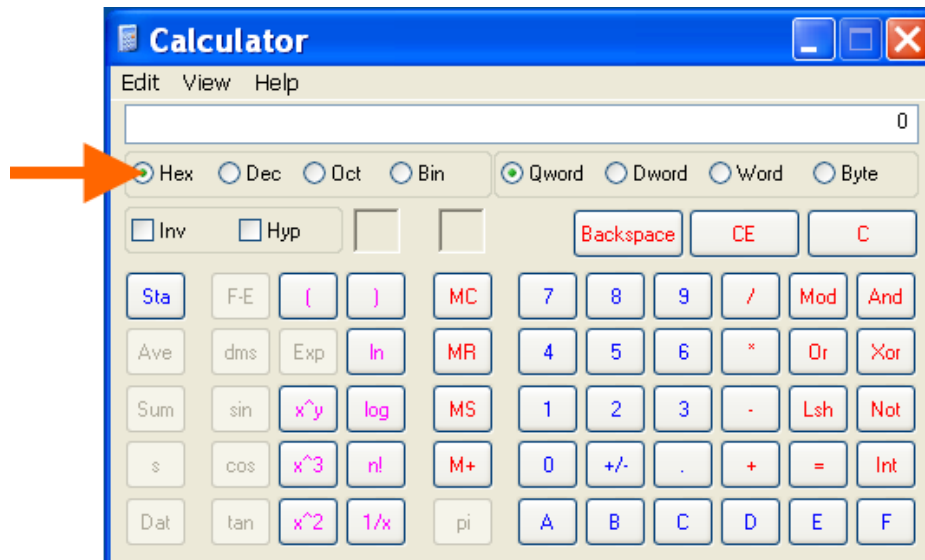 Calculator
Edit View Help
0
Hex Dec Oct Bin Qword Dword Word Byte
Inv Hyp Backspace CE C
Sta F-E ( ) MC 7 8 9 / Mod And
Ave dms Exp ln MR 4 5 6 * Or Xor
Sum sin x^y log MS 1 2 3 - Lsh Not
s cos x^3 n! M+ 0 +/- . + = Int
Dat tan x^2 1/x pi A B C D E F